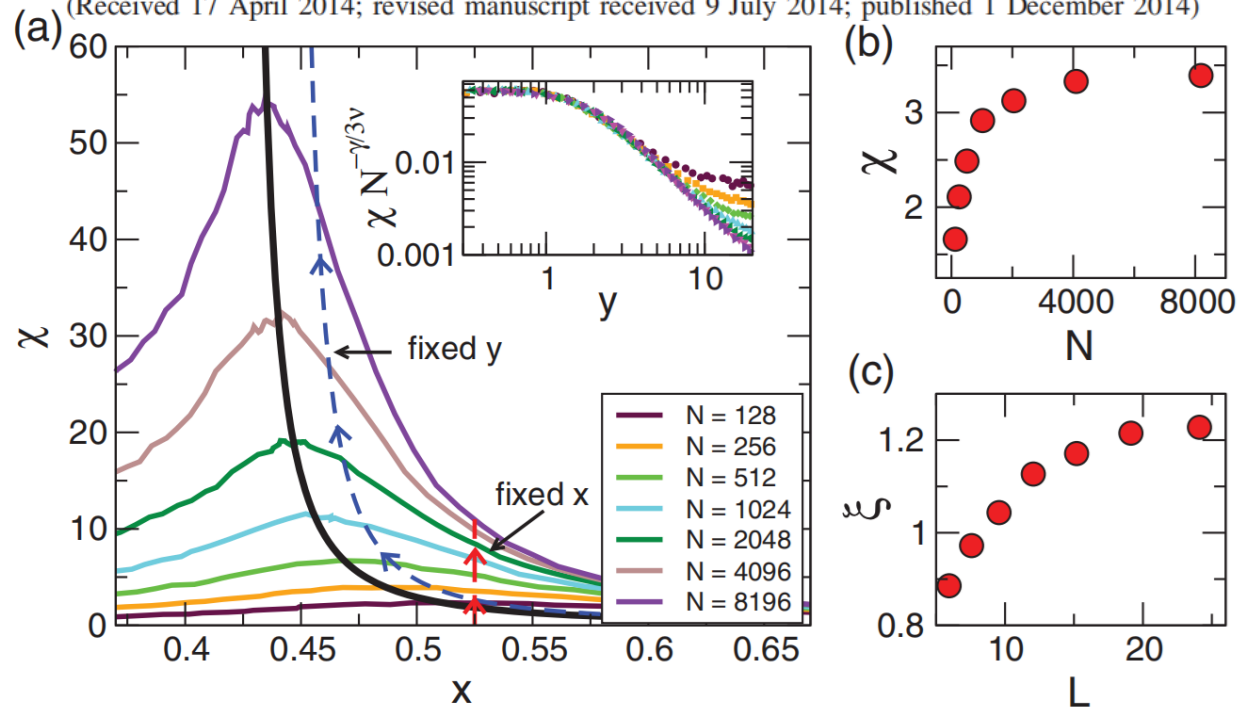 (Received 17 April 2014; revised manuscript received 9 July 2014; published 1 December 2014)
(a)
60
50
40
30
20
10
0
χ
0.4
0.45
0.5
0.55
0.6
0.65
x
fixed y
fixed x
χ N^{-γ/3ν}
0.01
0.001
1
10
y
N = 128
N = 256
N = 512
N = 1024
N = 2048
N = 4096
N = 8196
(b)
3
2
χ
0
4000
8000
N
(c)
1.2
1
0.8
ξ
10
20
L